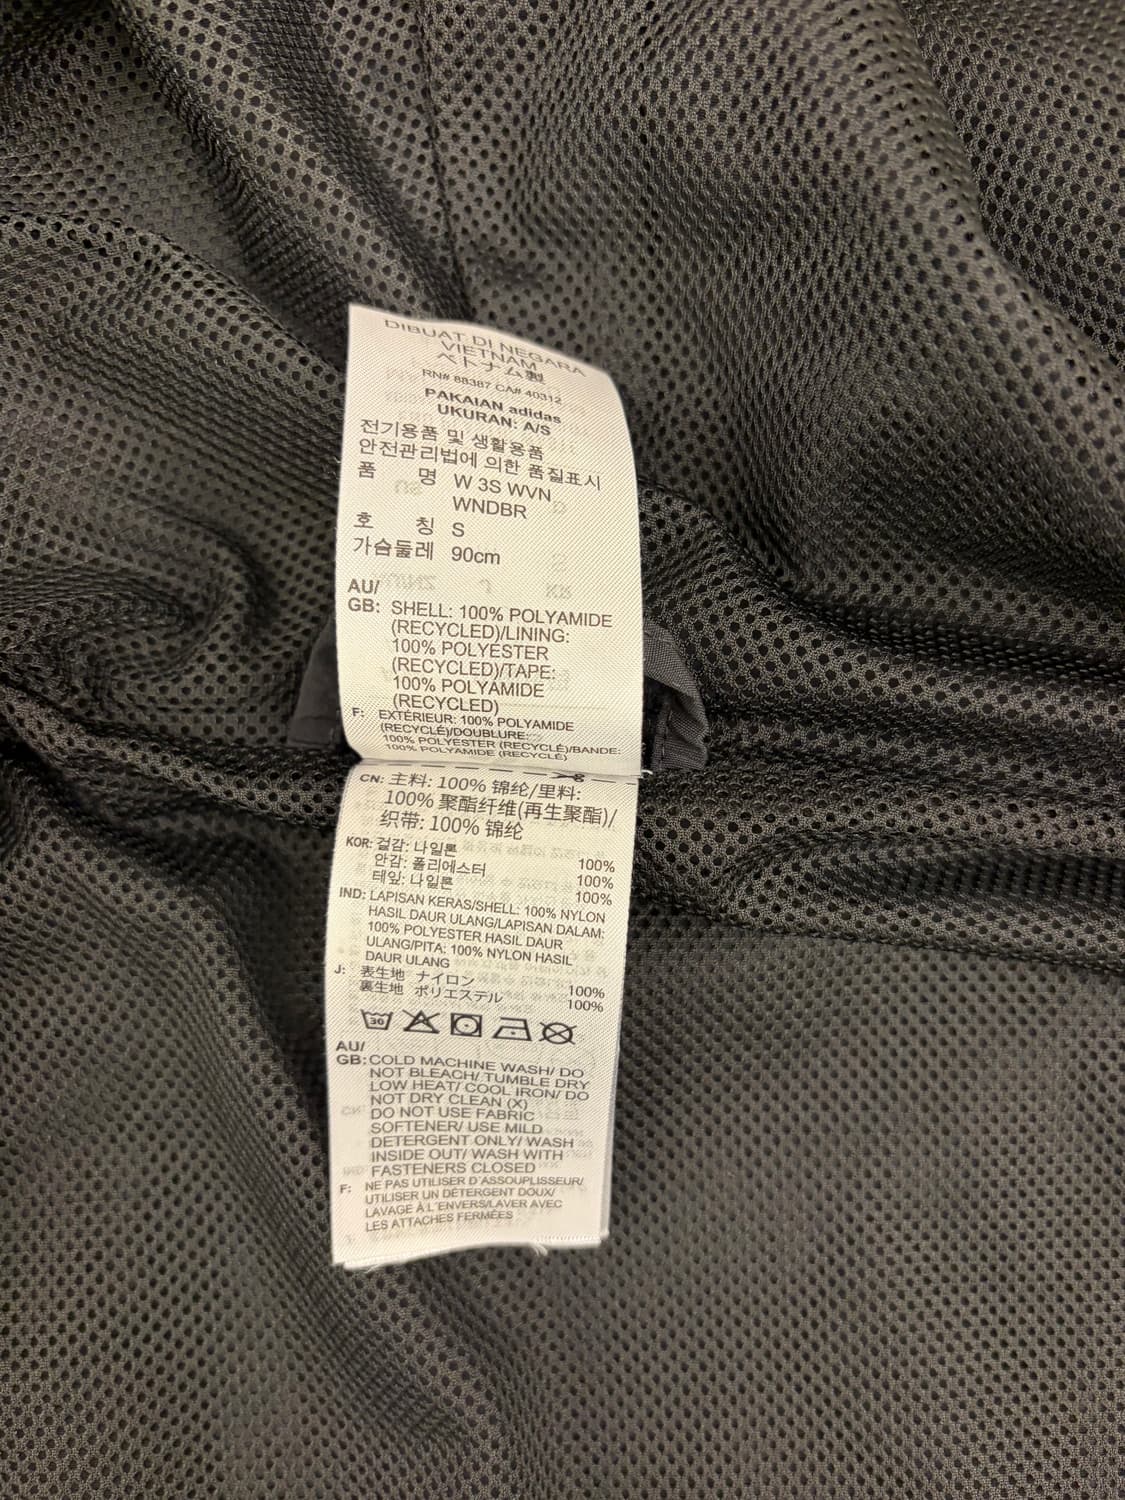 DIBUAT DI NEGARA
VIETNAM
ベトナム製
RN# 88387 CA# 40312
PAKAIAN adidas
UKURAN: A/S
전기용품 및 생활용품
안전관리법에 의한 품질표시
품 명 W 3S WVN
WNDBR
호 칭 S
가슴둘레 90cm
AU/
GB: SHELL: 100% POLYAMIDE
(RECYCLED)/LINING:
100% POLYESTER
(RECYCLED)/TAPE:
100% POLYAMIDE
(RECYCLED)
F: EXTÉRIEUR: 100% POLYAMIDE
(RECYCLÉ)/DOUBLURE:
100% POLYESTER (RECYCLÉ)/BANDE:
100% POLYAMIDE (RECYCLÉ)
CN: 主料: 100% 锦纶/里料:
100% 聚酯纤维(再生聚酯)/
织带: 100% 锦纶
KOR: 겉감: 나일론 100%
안감: 폴리에스터 100%
테잎: 나일론 100%
IND: LAPISAN KERAS/SHELL: 100% NYLON
HASIL DAUR ULANG/LAPISAN DALAM:
100% POLYESTER HASIL DAUR
ULANG/PITA: 100% NYLON HASIL
DAUR ULANG
J: 表生地 ナイロン 100%
裏生地 ポリエステル 100%
30
AU/
GB: COLD MACHINE WASH/ DO
NOT BLEACH/ TUMBLE DRY
LOW HEAT/ COOL IRON/ DO
NOT DRY CLEAN (X)
DO NOT USE FABRIC
SOFTENER/ USE MILD
DETERGENT ONLY/ WASH
INSIDE OUT/ WASH WITH
FASTENERS CLOSED
F: NE PAS UTILISER D'ASSOUPLISSEUR/
UTILISER UN DÉTERGENT DOUX/
LAVAGE À L'ENVERS/LAVER AVEC
LES ATTACHES FERMÉES